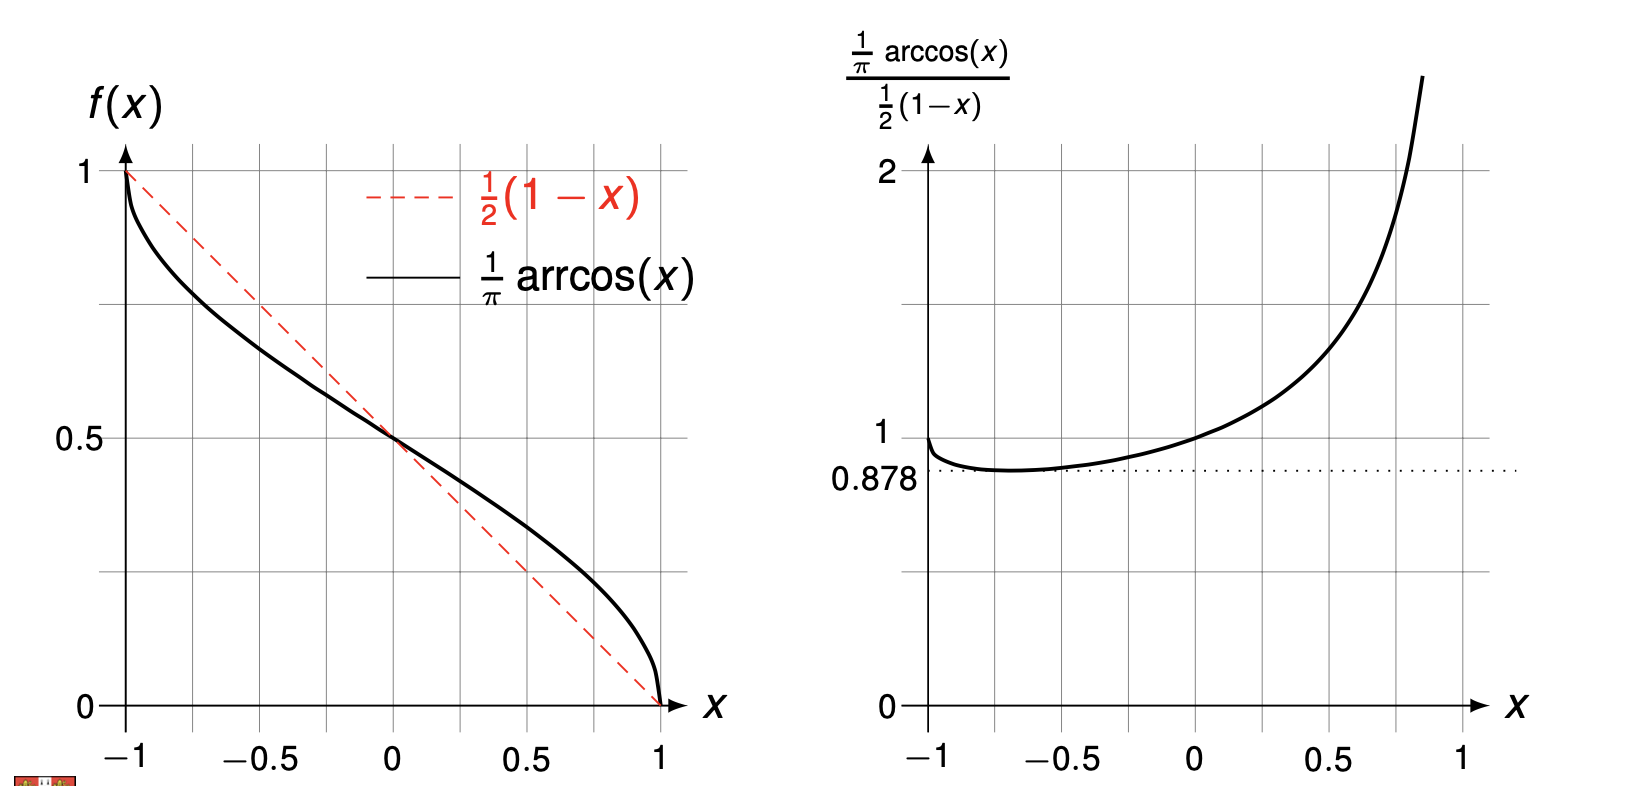 f(x)
1
0.5
0
−1 −0.5 0 0.5 1
x
1/2(1 − x)
1/π arrcos(x)
1/π arccos(x)
1/2(1−x)
2
1
0.878
0
−1 −0.5 0 0.5 1
x